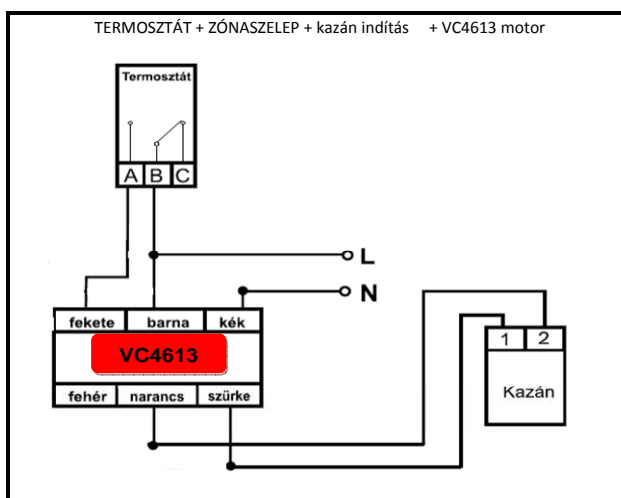 TERMOSZTÁT + ZÓNASZELEP + kazán indítás + VC4613 motor
Termosztát
A B C
L
N
fekete barna kék
VC4613
fehér narancs szürke
1 2
Kazán